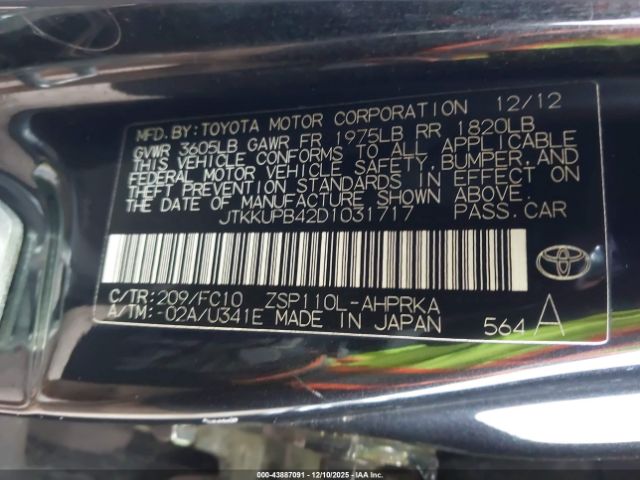 MFD. BY: TOYOTA MOTOR CORPORATION 12/12
GVWR 3605LB GAWR FR 1975LB RR 1820LB
THIS VEHICLE CONFORMS TO ALL APPLICABLE
FEDERAL MOTOR VEHICLE SAFETY, BUMPER, AND
THEFT PREVENTION STANDARDS IN EFFECT ON
THE DATE OF MANUFACTURE SHOWN ABOVE.
JTKKUPB42D1031717 PASS. CAR
C/TR: 209/FC10 ZSP110L-AHPRKA
A/TM: -02A/U341E MADE IN JAPAN 564 A
000-43887091 - 12/10/2025 - IAAI.com